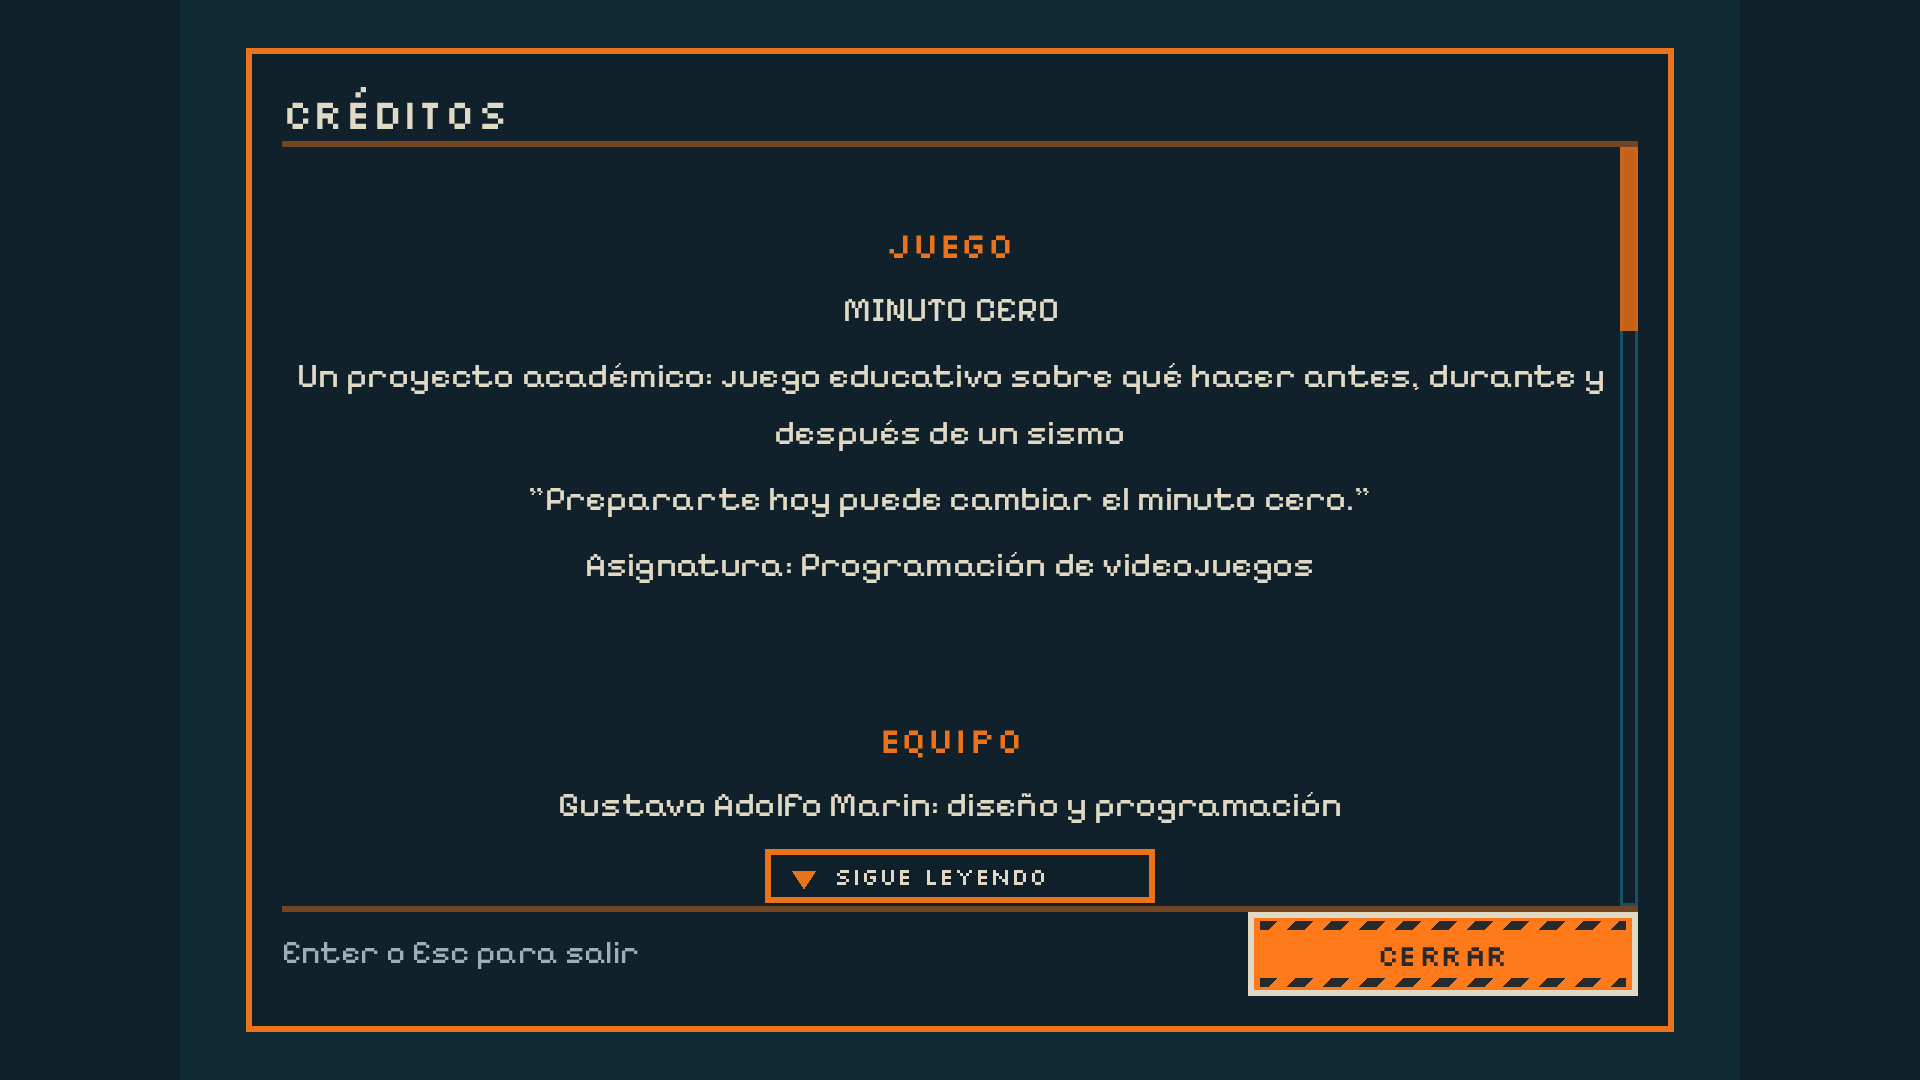 CRÉDITOS
JUEGO
MINUTO CERO
Un proyecto académico: juego educativo sobre qué hacer antes, durante y
después de un sismo
"Prepararte hoy puede cambiar el minuto cero."
Asignatura: Programación de videojuegos
EQUIPO
Gustavo Adolfo Marin: diseño y programación
SIGUE LEYENDO
Enter o Esc para salir
CERRAR